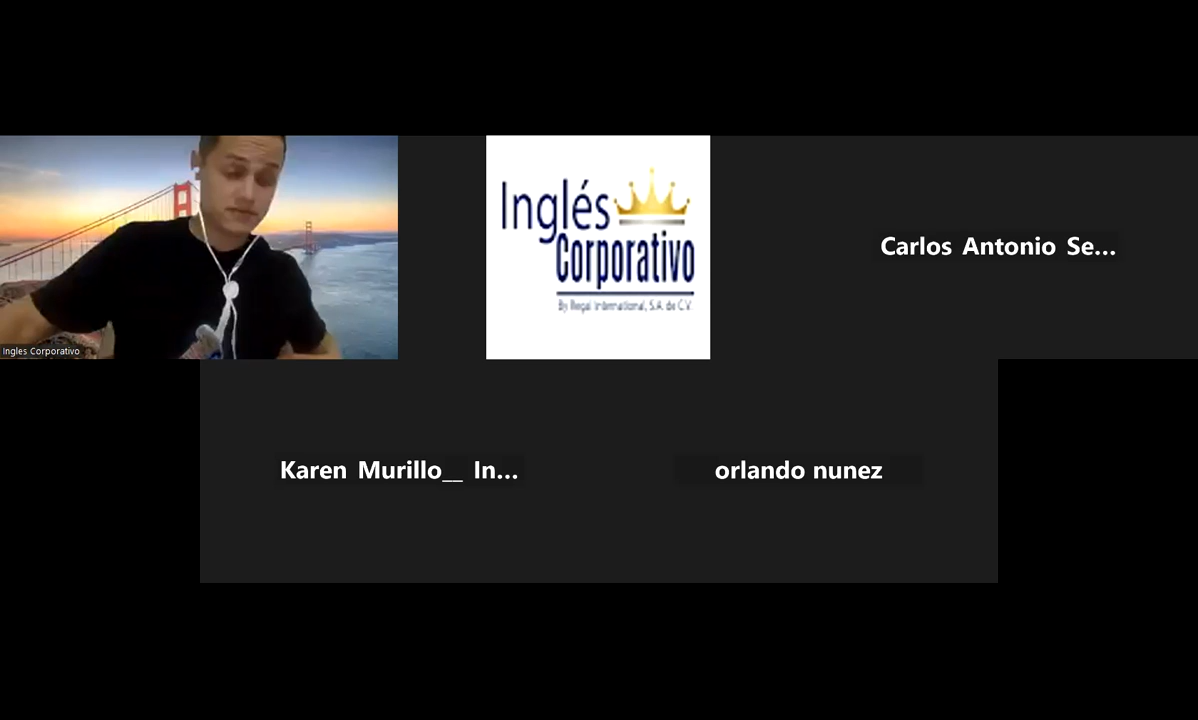 Ingles Corporativo
Inglés
Corporativo
By Regal International, S.A. de C.V.
Carlos Antonio Se...
Karen Murillo__ In...
orlando nunez